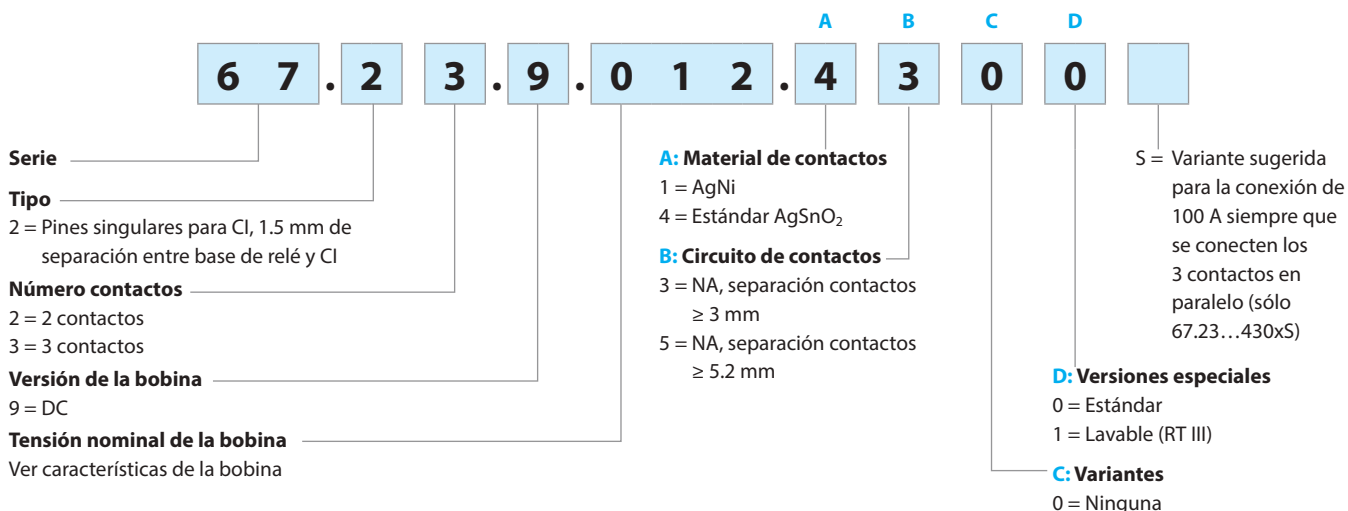 A B C D
6 7 . 2 3 . 9 . 0 1 2 . 4 3 0 0
Serie
Tipo
2 = Pines singulares para CI, 1.5 mm de
separación entre base de relé y CI
Número contactos
2 = 2 contactos
3 = 3 contactos
Versión de la bobina
9 = DC
Tensión nominal de la bobina
Ver características de la bobina
A: Material de contactos
1 = AgNi
4 = Estándar AgSnO₂
B: Circuito de contactos
3 = NA, separación contactos
≥ 3 mm
5 = NA, separación contactos
≥ 5.2 mm
S = Variante sugerida
para la conexión de
100 A siempre que
se conecten los
3 contactos en
paralelo (sólo
67.23…430xS)
D: Versiones especiales
0 = Estándar
1 = Lavable (RT III)
C: Variantes
0 = Ninguna